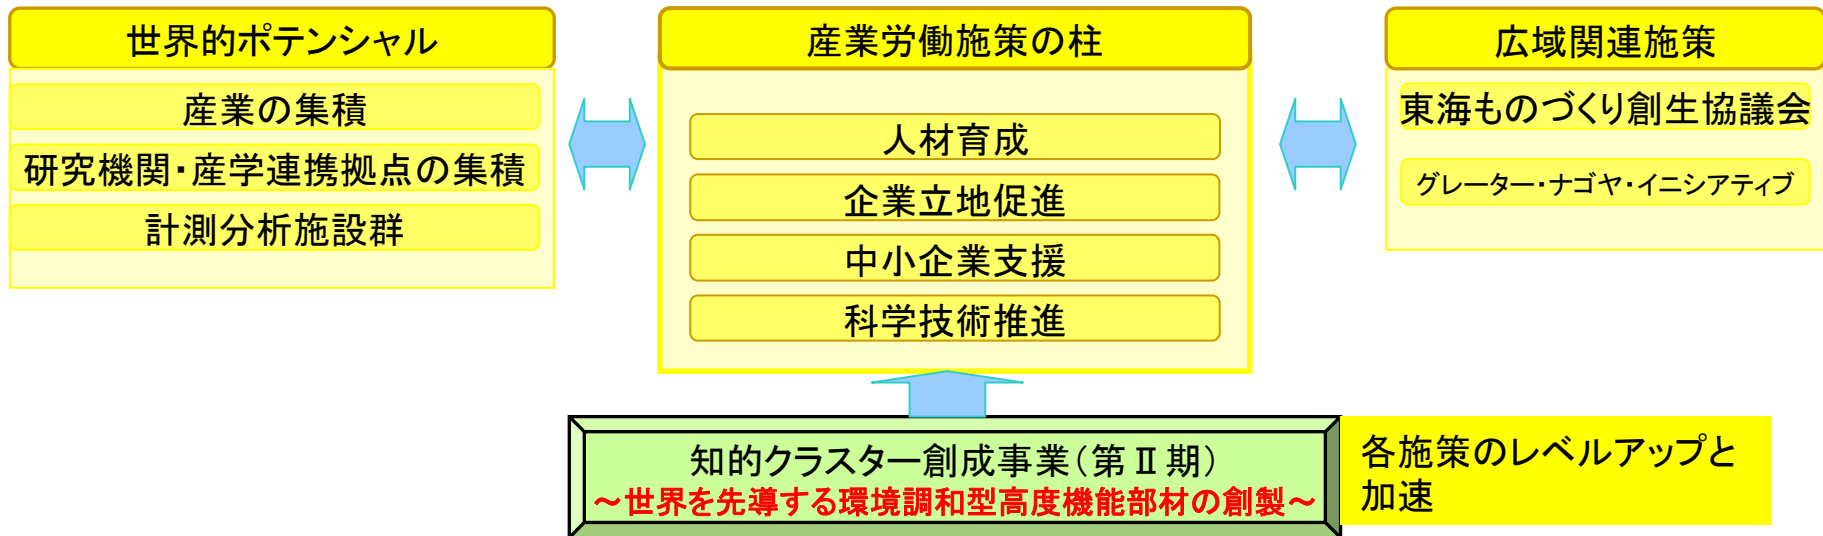 世界的ポテンシャル
産業の集積
研究機関・産学連携拠点の集積
計測分析施設群
産業労働施策の柱
人材育成
企業立地促進
中小企業支援
科学技術推進
広域関連施策
東海ものづくり創生協議会
グレーター・ナゴヤ・イニシアティブ
知的クラスター創成事業(第Ⅱ期)
～世界を先導する環境調和型高度機能部材の創製～
各施策のレベルアップと
加速